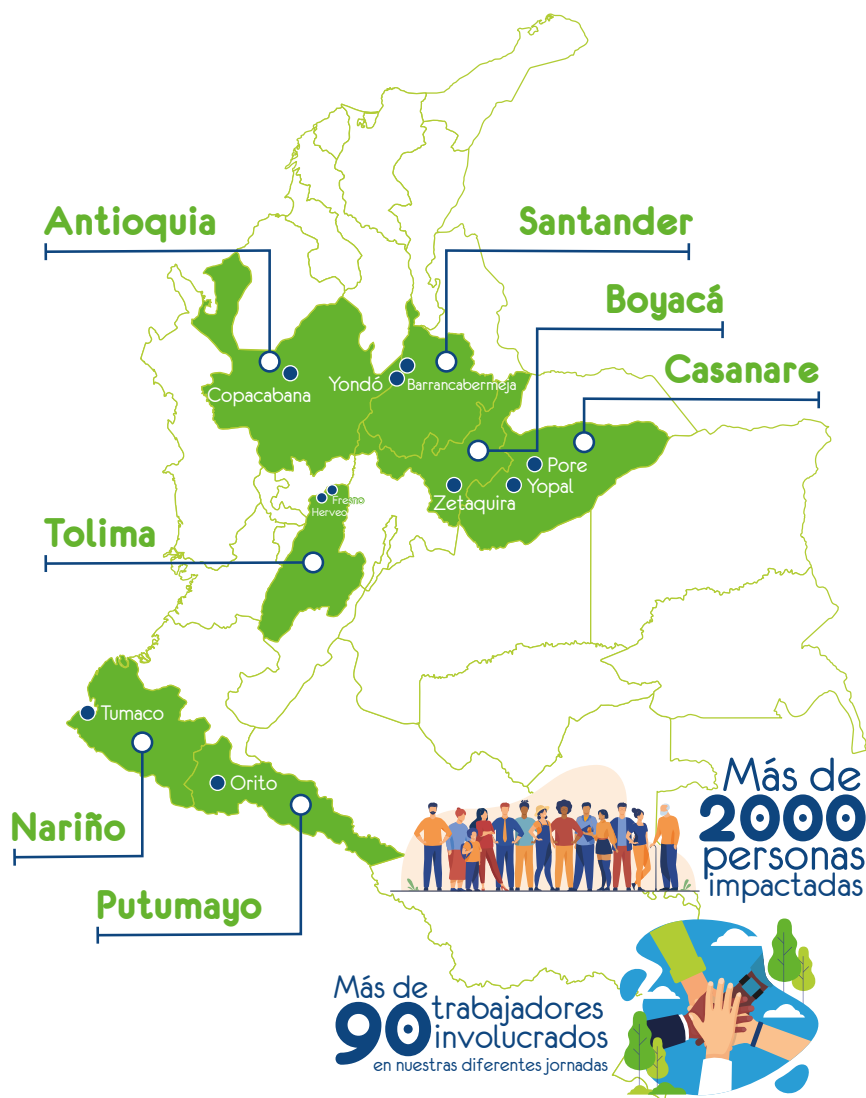 Antioquia
Santander
Boyacá
Casanare
Copacabana
Yondó
Barrancabermeja
Pore
Yopal
Zetaquira
Fresno
Herveo
Tolima
Tumaco
Orito
Nariño
Putumayo
Más de
2000
personas
impactadas
Más de
90 trabajadores
involucrados
en nuestras diferentes jornadas